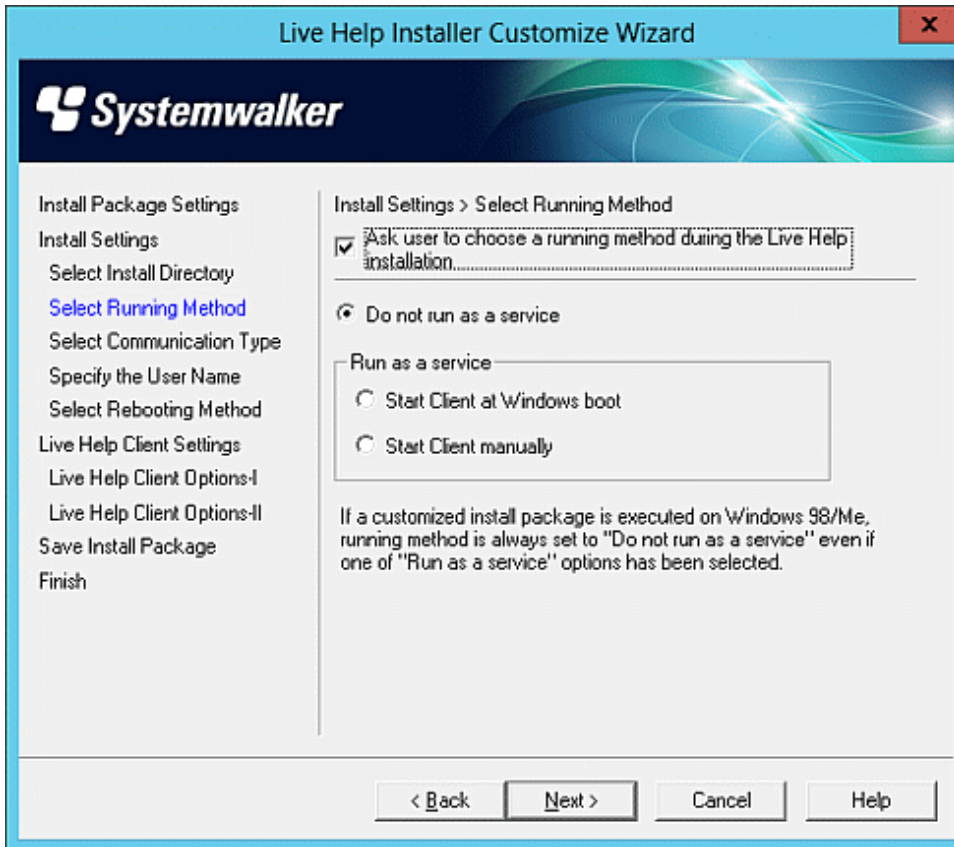 Live Help Installer Customize Wizard
x
Systemwalker
Install Package Settings
Install Settings
Select Install Directory
Select Running Method
Select Communication Type
Specify the User Name
Select Rebooting Method
Live Help Client Settings
Live Help Client Options-I
Live Help Client Options-II
Save Install Package
Finish
Install Settings > Select Running Method
Ask user to choose a running method during the Live Help
installation.
Do not run as a service
Run as a service
Start Client at Windows boot
Start Client manually
If a customized install package is executed on Windows 98/Me,
running method is always set to "Do not run as a service" even if
one of "Run as a service" options has been selected.
< Back
Next >
Cancel
Help